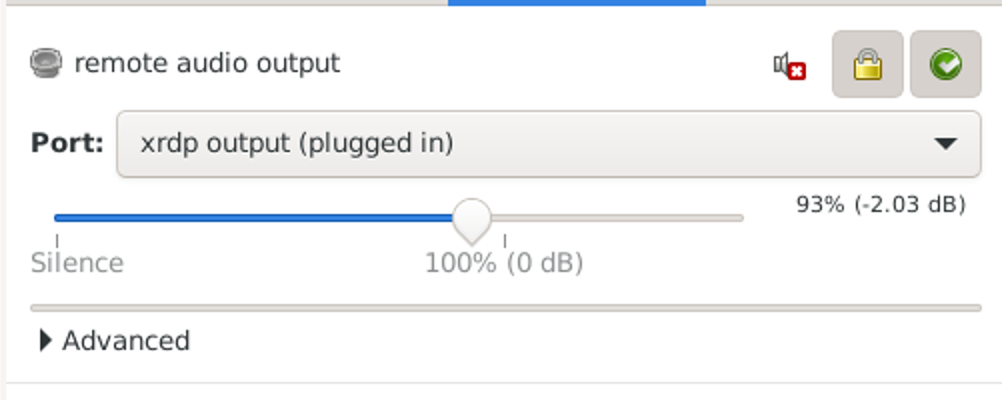 remote audio output
Port: xrdp output (plugged in)
93% (-2.03 dB)
Silence 100% (0 dB)
Advanced